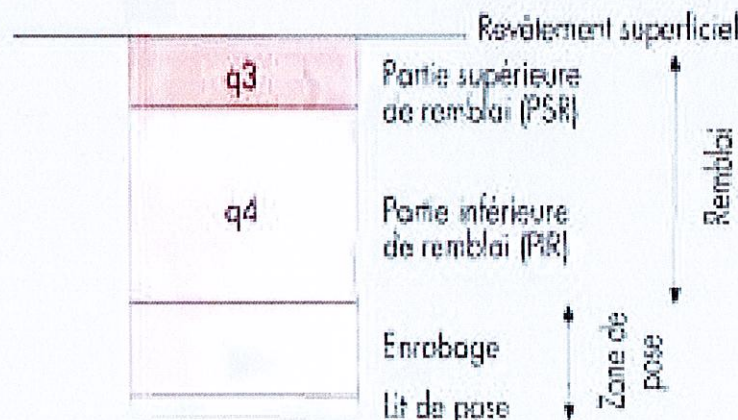 Revêtement superficiel
q3
Partie supérieure
de remblai (PSR)
q4
Partie inférieure
de remblai (PIR)
Remblai
Enrobage
Lit de pose
Zone de
pose